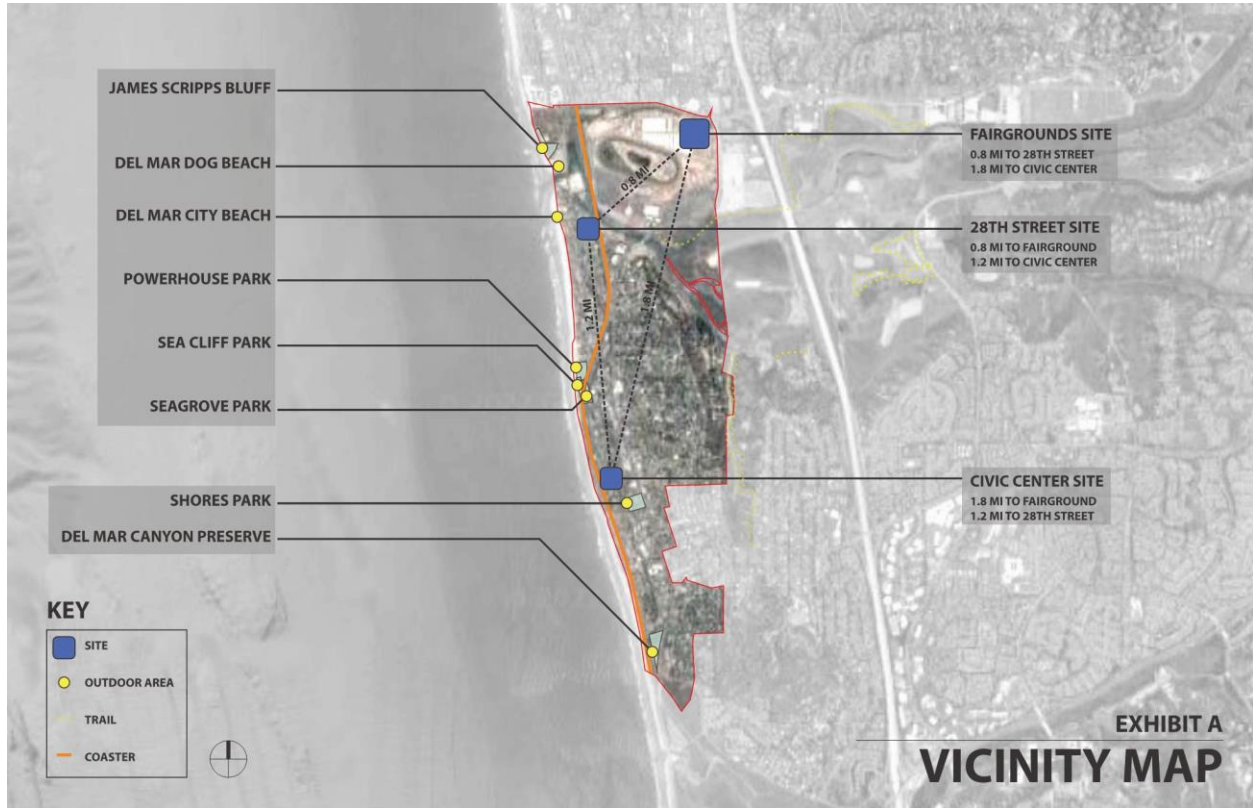 JAMES SCRIPPS BLUFF
DEL MAR DOG BEACH
DEL MAR CITY BEACH
POWERHOUSE PARK
SEA CLIFF PARK
SEAGROVE PARK
SHORES PARK
DEL MAR CANYON PRESERVE
0.8 MI
1.2 MI
1.8 MI
FAIRGROUNDS SITE
0.8 MI TO 28TH STREET
1.8 MI TO CIVIC CENTER
28TH STREET SITE
0.8 MI TO FAIRGROUND
1.2 MI TO CIVIC CENTER
CIVIC CENTER SITE
1.8 MI TO FAIRGROUND
1.2 MI TO 28TH STREET
KEY
SITE
OUTDOOR AREA
TRAIL
COASTER
EXHIBIT A
VICINITY MAP